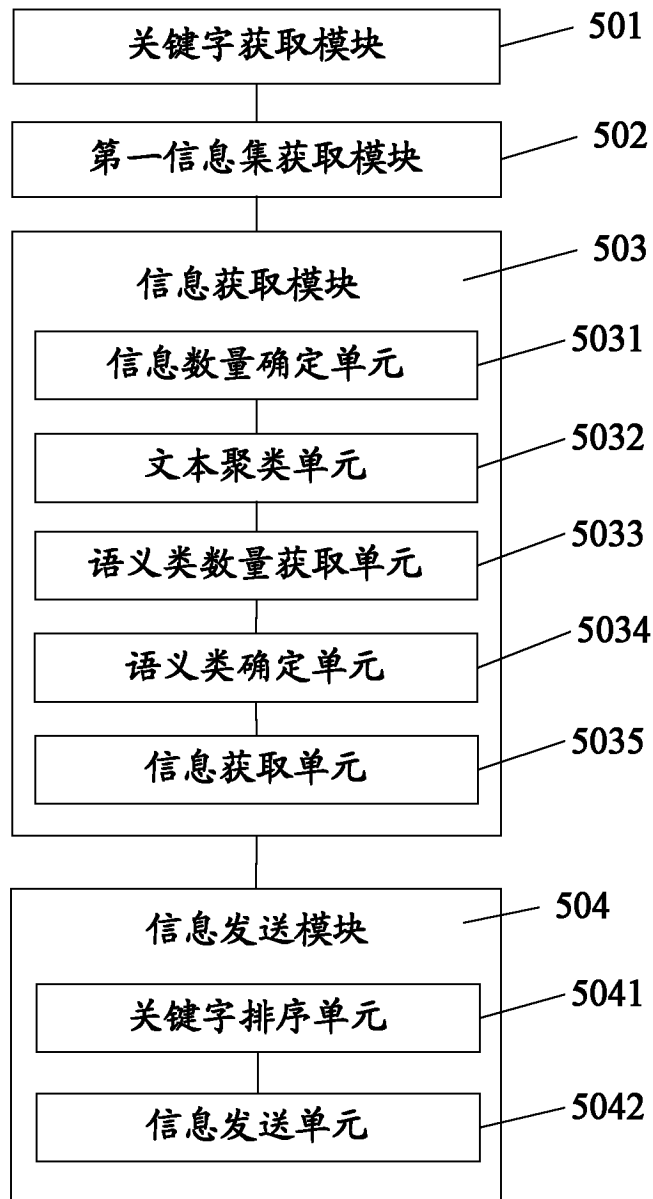 关键字获取模块
501
第一信息集获取模块
502
信息获取模块
503
信息数量确定单元
5031
文本聚类单元
5032
语义类数量获取单元
5033
语义类确定单元
5034
信息获取单元
5035
信息发送模块
504
关键字排序单元
5041
信息发送单元
5042